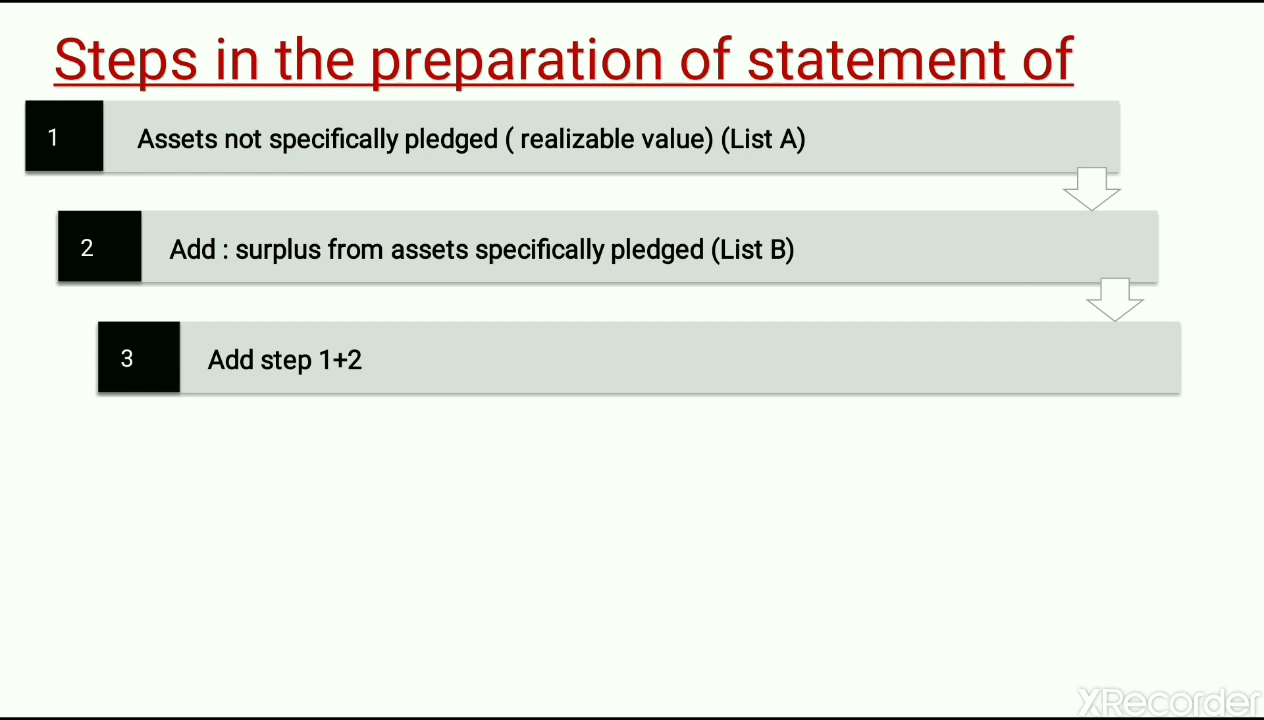 Steps in the preparation of statement of
1
Assets not specifically pledged ( realizable value) (List A)
2
Add : surplus from assets specifically pledged (List B)
3
Add step 1+2
XRecorder